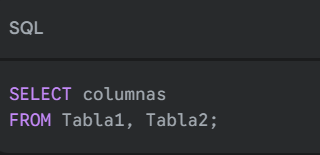 SQL
SELECT columnas
FROM Tabla1, Tabla2;